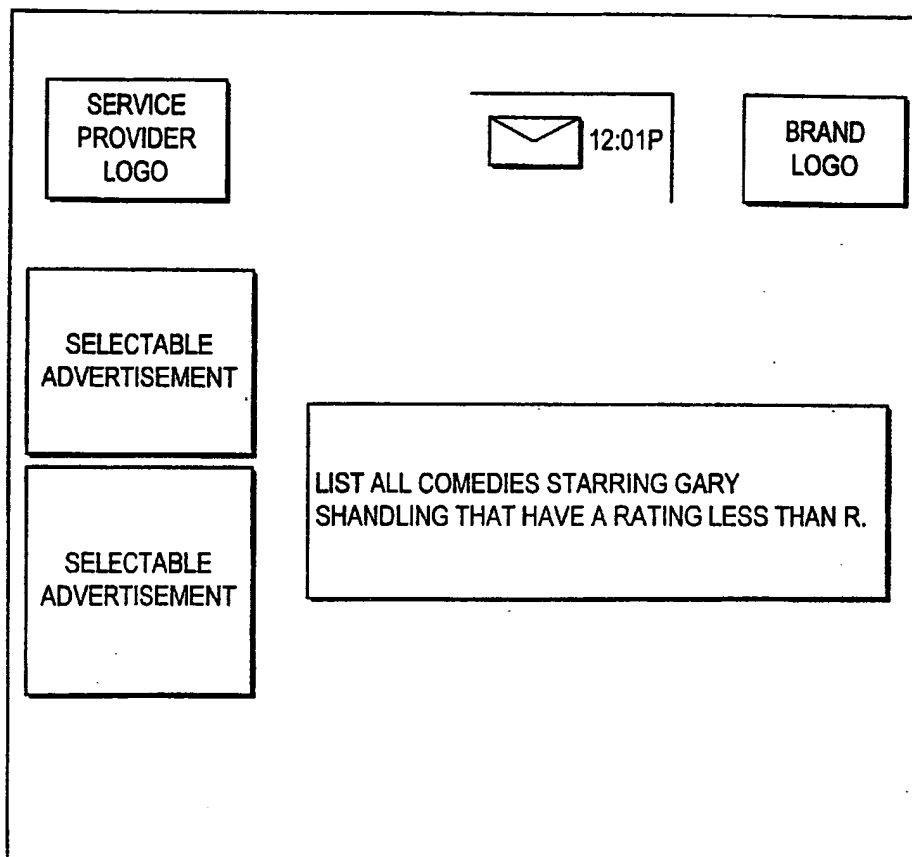 SERVICE
PROVIDER
LOGO
12:01P
BRAND
LOGO
SELECTABLE
ADVERTISEMENT
LIST ALL COMEDIES STARRING GARY
SHANDLING THAT HAVE A RATING LESS THAN R.
SELECTABLE
ADVERTISEMENT